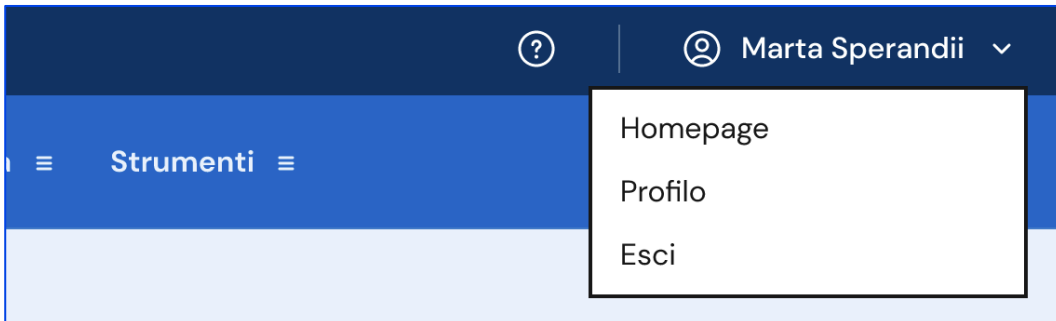 Marta Sperandii
Strumenti
Homepage
Profilo
Esci